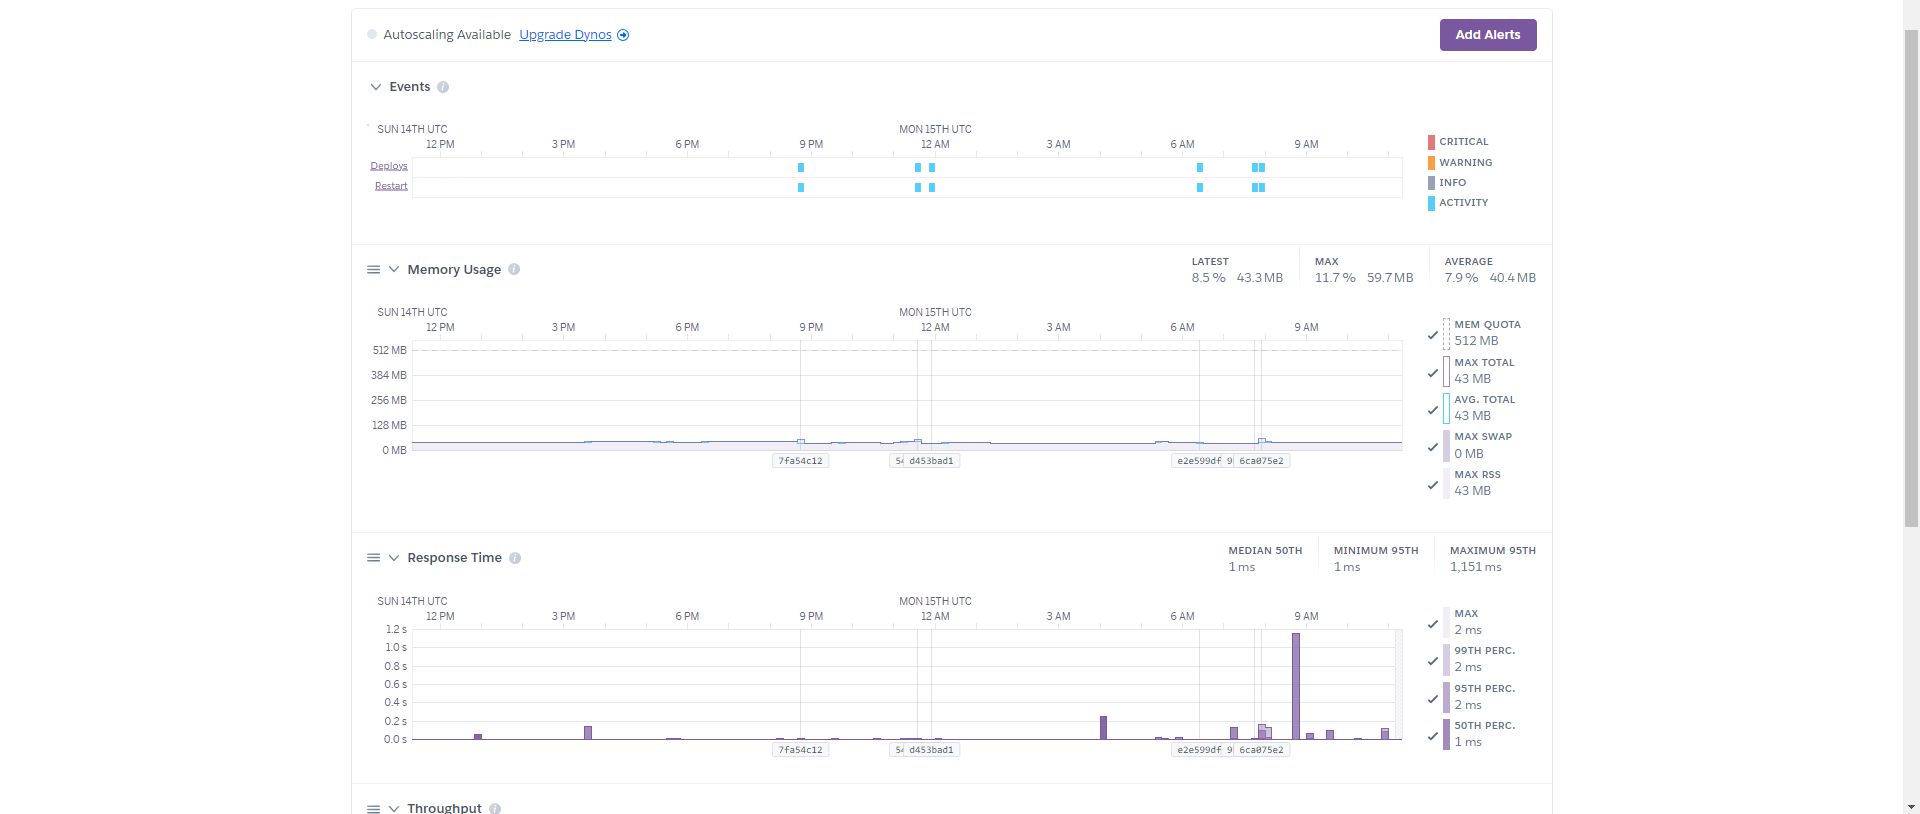 Autoscaling Available Upgrade Dynos
Add Alerts
Events
SUN 14TH UTC MON 15TH UTC
12 PM 3 PM 6 PM 9 PM 12 AM 3 AM 6 AM 9 AM
Deploys
Restart
CRITICAL
WARNING
INFO
ACTIVITY
Memory Usage
LATEST MAX AVERAGE
8.5 % 43.3 MB 11.7 % 59.7 MB 7.9 % 40.4 MB
SUN 14TH UTC MON 15TH UTC
12 PM 3 PM 6 PM 9 PM 12 AM 3 AM 6 AM 9 AM
512 MB
384 MB
256 MB
128 MB
0 MB
7fa54c12 54 d453bad1 e2e599df 9 6ca075e2
MEM QUOTA
512 MB
MAX TOTAL
43 MB
AVG. TOTAL
43 MB
MAX SWAP
0 MB
MAX RSS
43 MB
Response Time
MEDIAN 50TH MINIMUM 95TH MAXIMUM 95TH
1 ms 1 ms 1,151 ms
SUN 14TH UTC MON 15TH UTC
12 PM 3 PM 6 PM 9 PM 12 AM 3 AM 6 AM 9 AM
1.2 s
1.0 s
0.8 s
0.6 s
0.4 s
0.2 s
0.0 s
7fa54c12 54 d453bad1 e2e599df 9 6ca075e2
MAX
2 ms
99TH PERC.
2 ms
95TH PERC.
2 ms
50TH PERC.
1 ms
Throughput